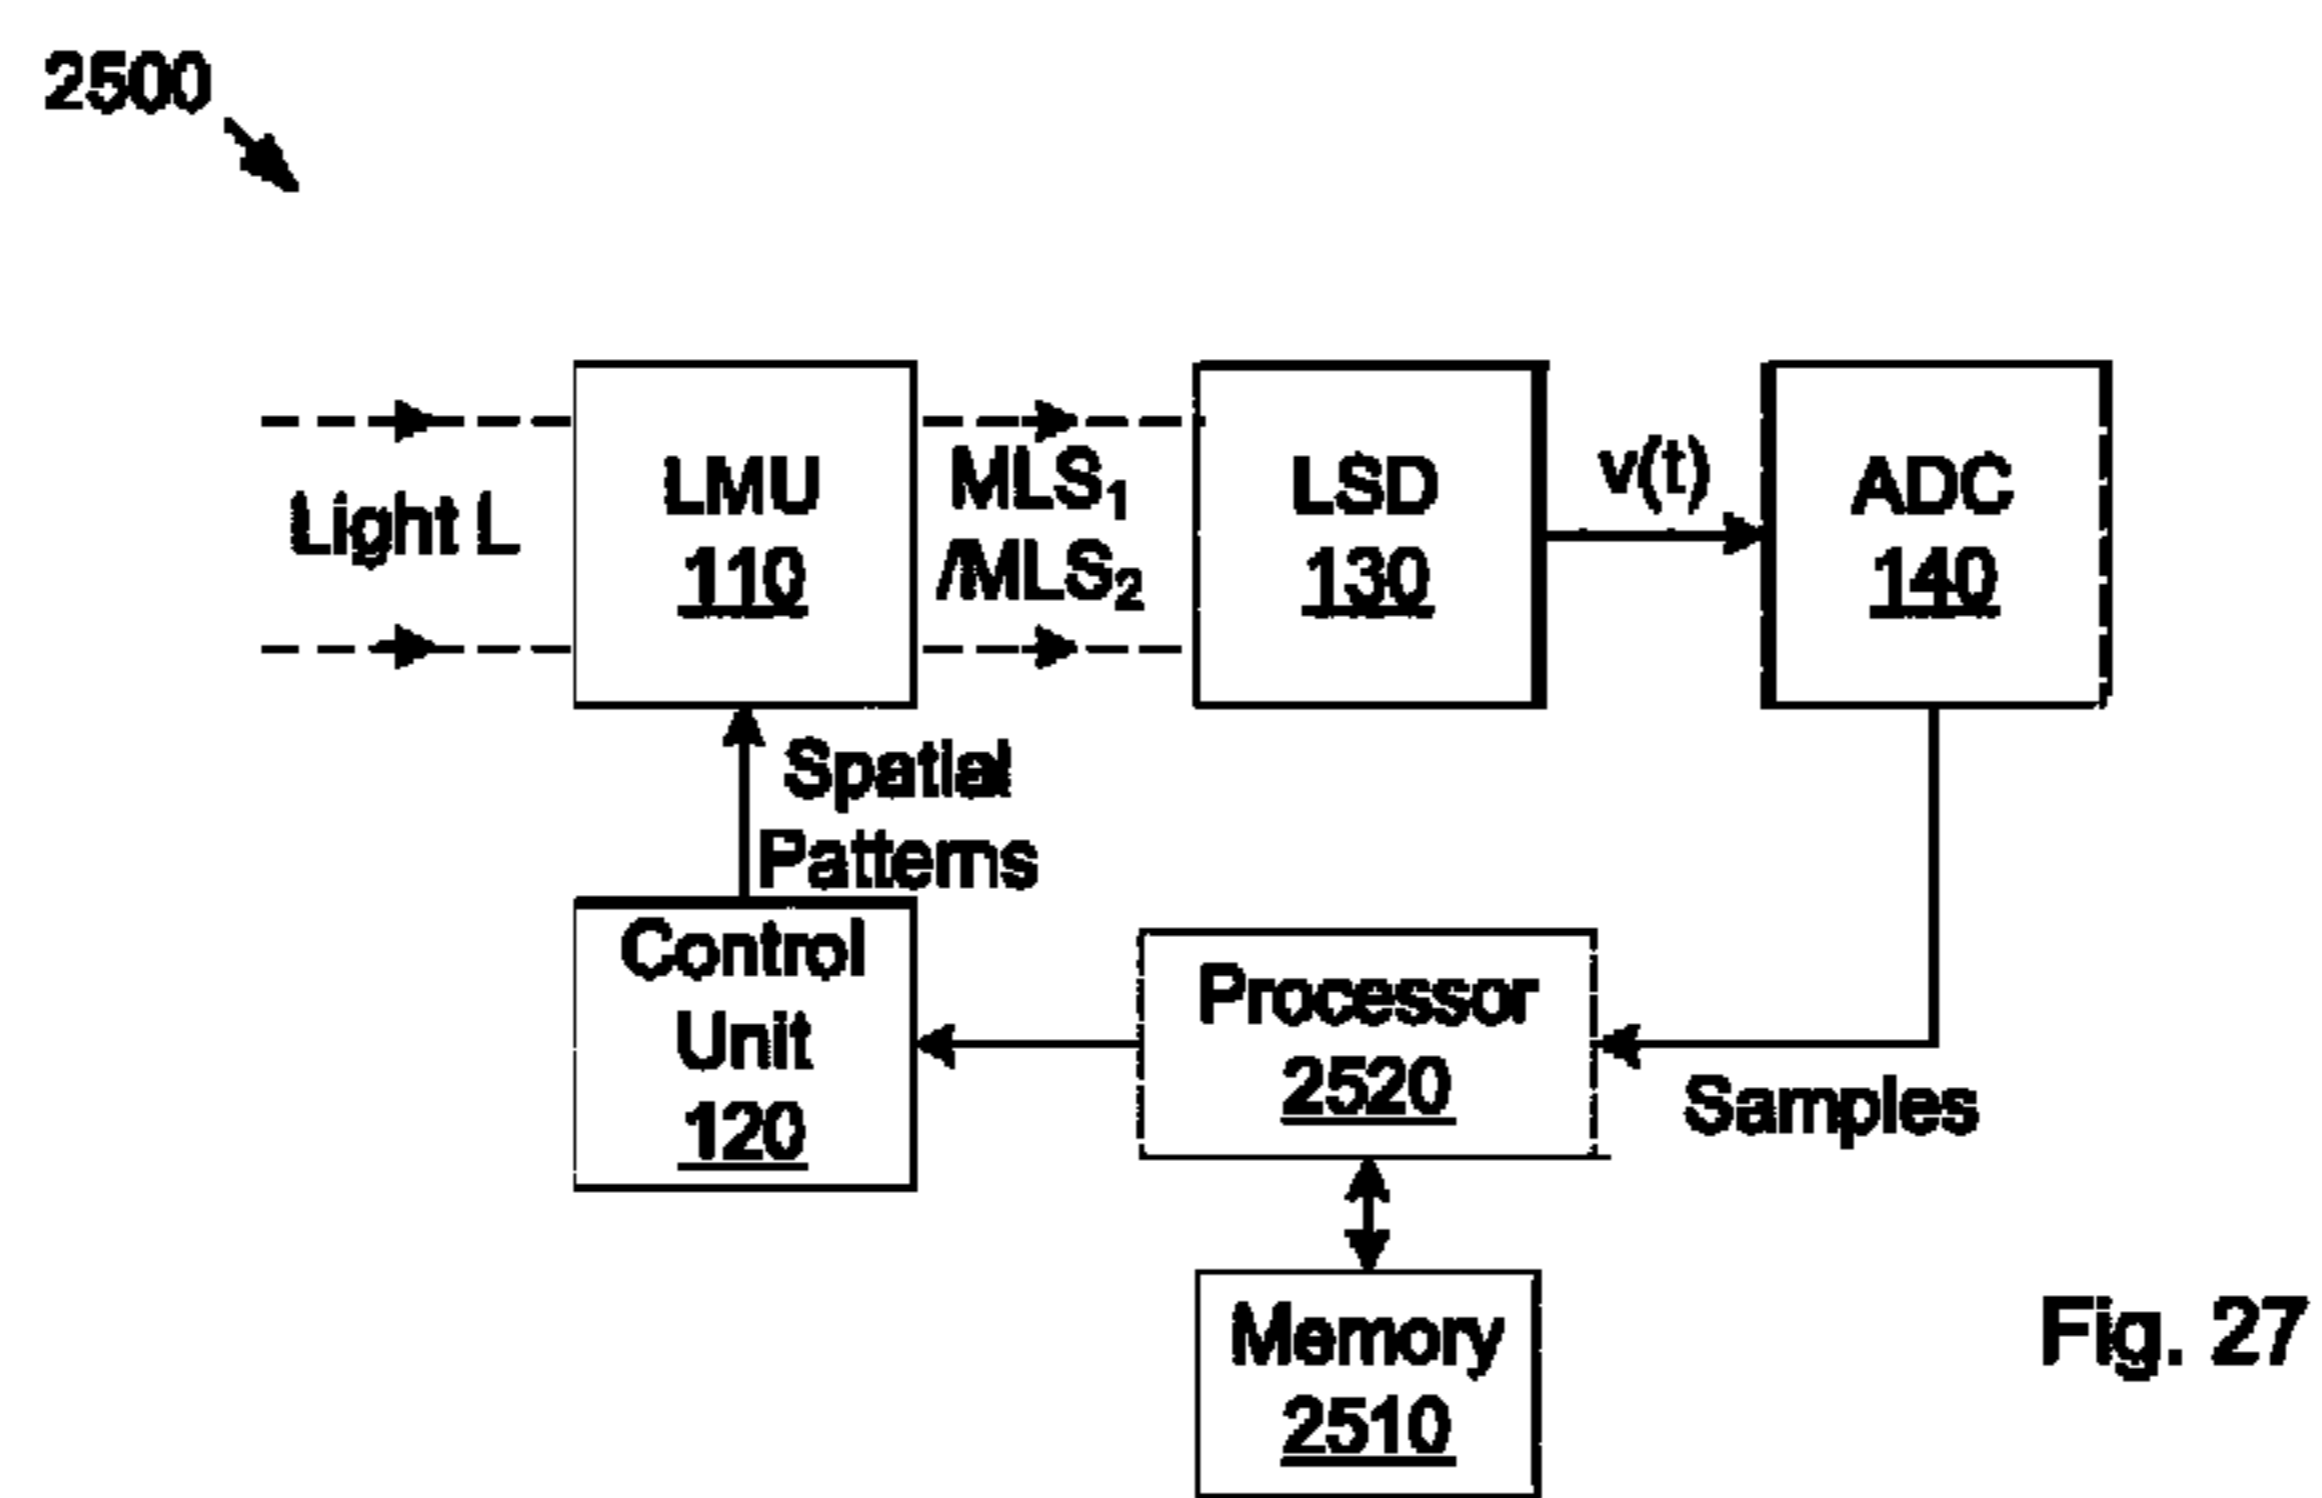 2500
Light L
LMU
110
MLS₁
/MLS₂
LSD
130
v(t)
ADC
140
Spatial
Patterns
Control
Unit
120
Processor
2520
Samples
Memory
2510
Fig. 27